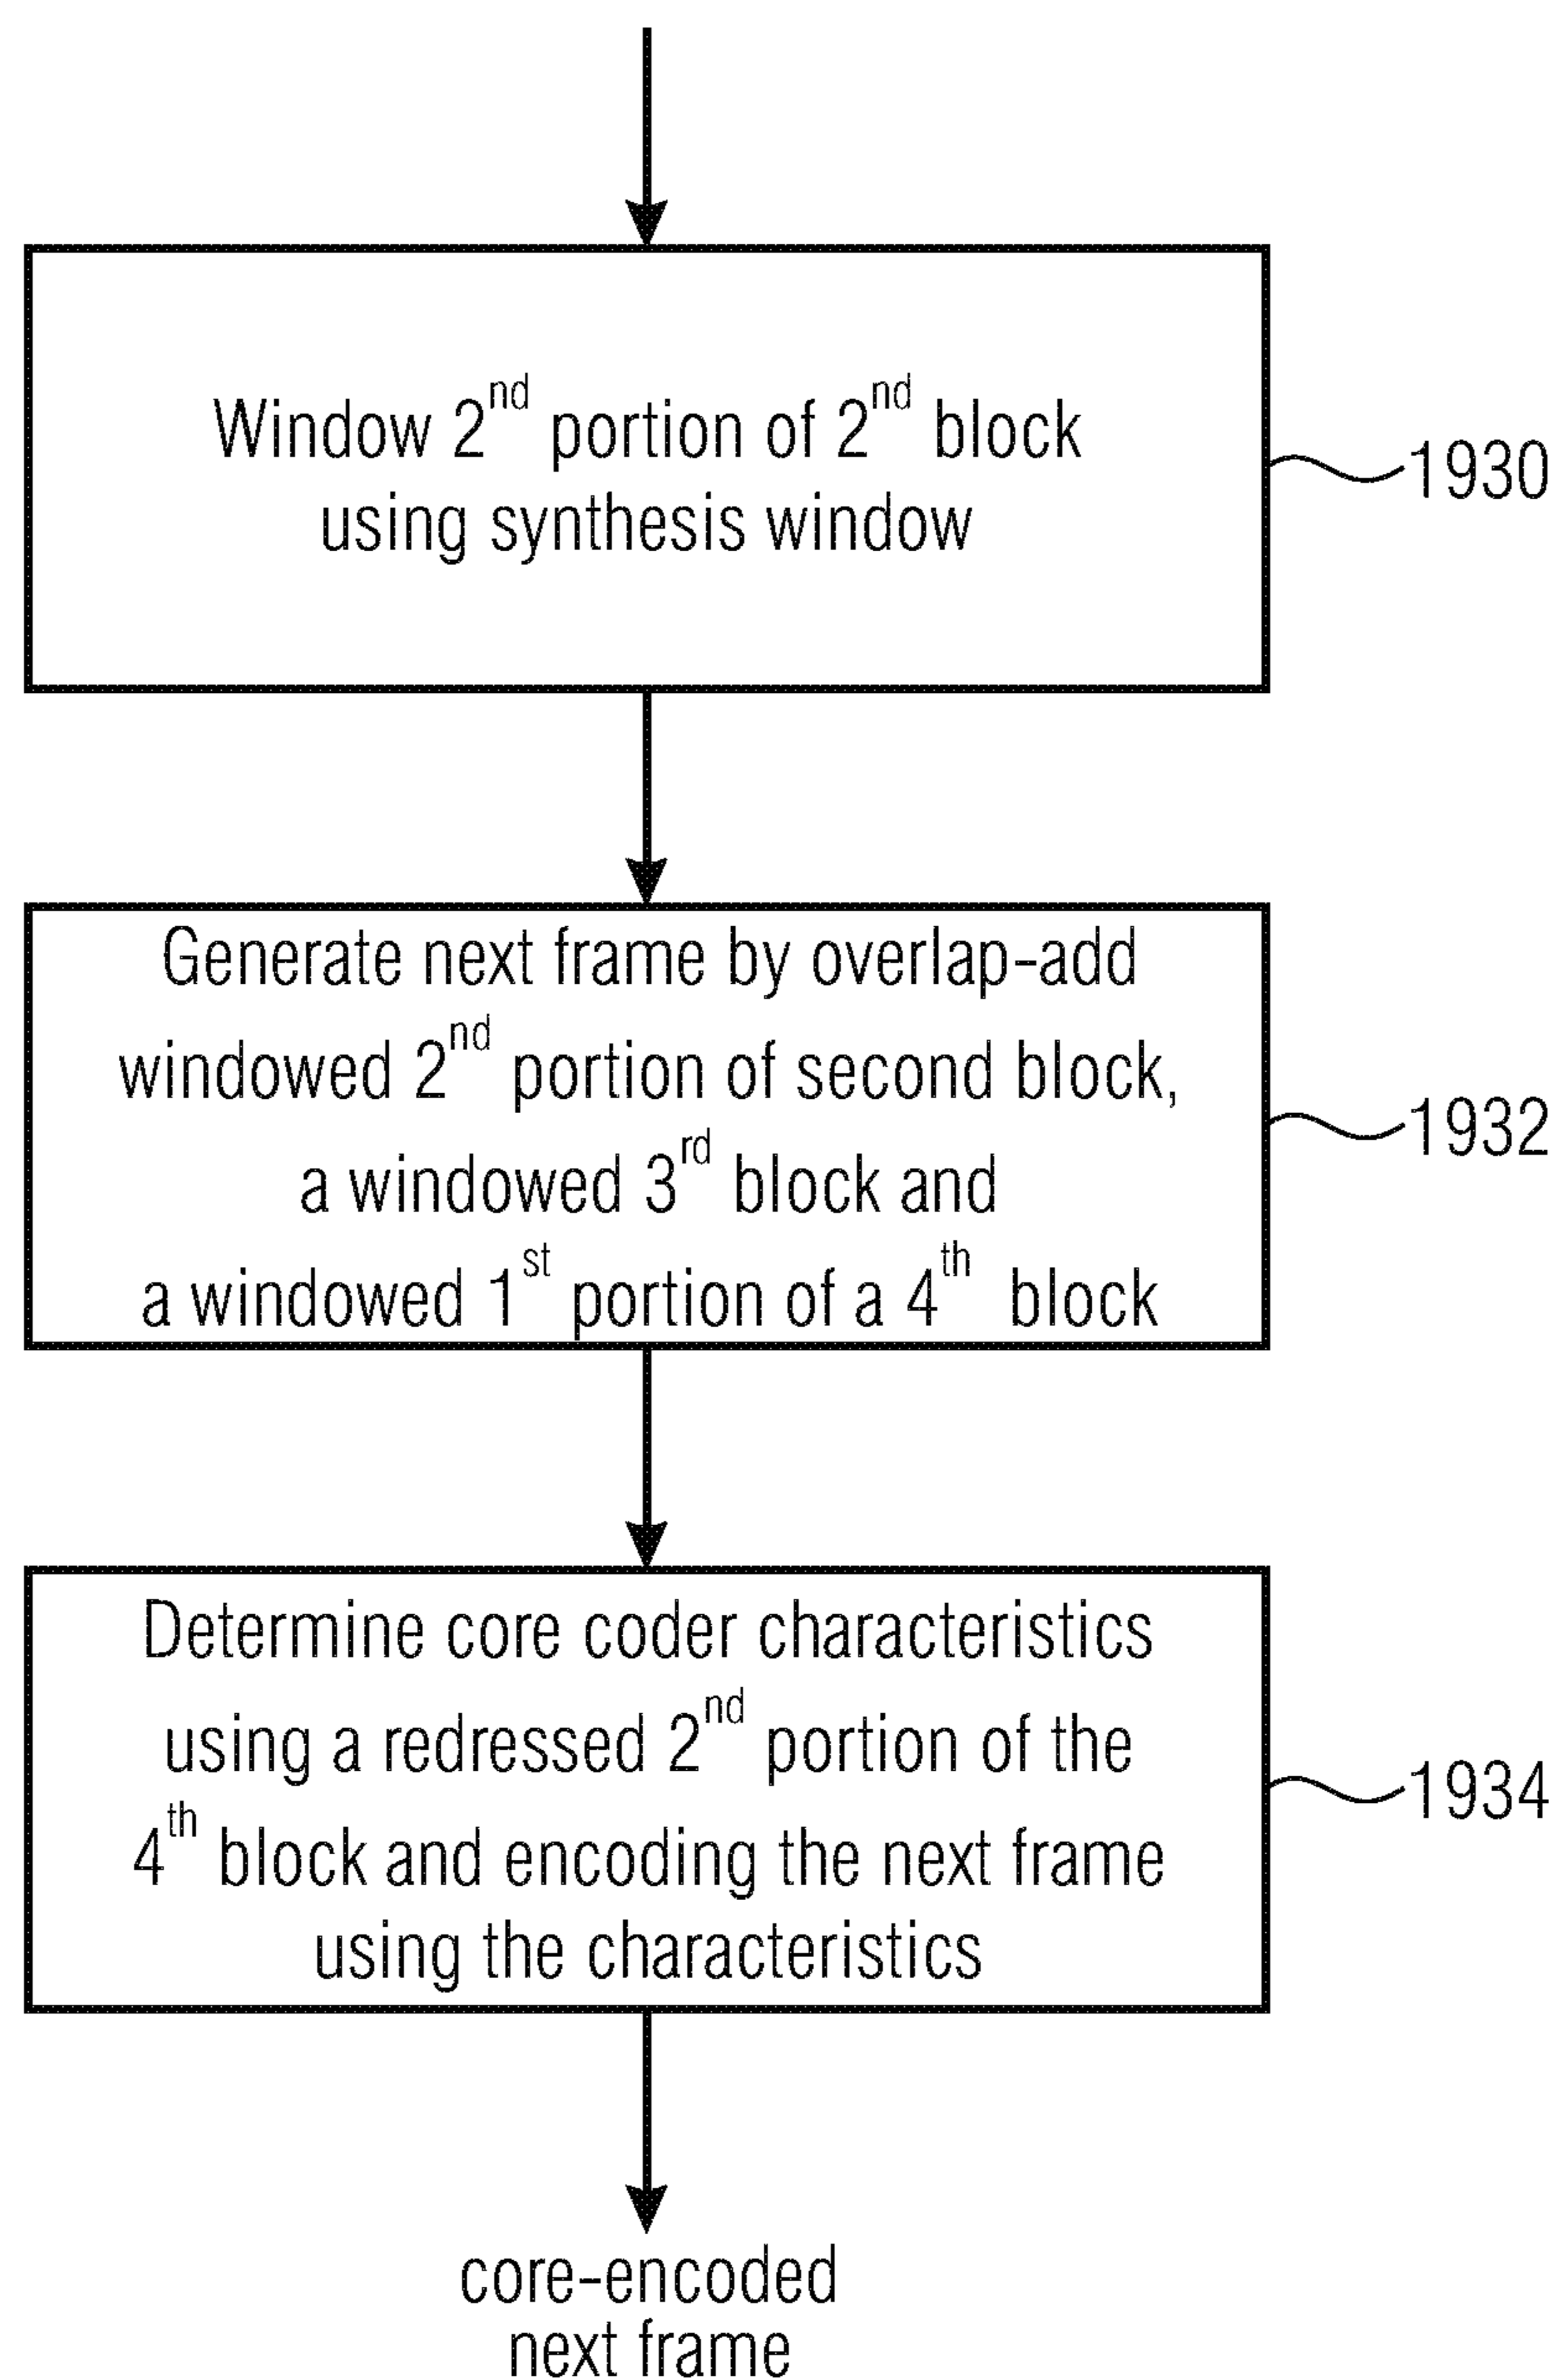 Window 2nd portion of 2nd block
using synthesis window
1930
Generate next frame by overlap-add
windowed 2nd portion of second block,
a windowed 3rd block and
a windowed 1st portion of a 4th block
1932
Determine core coder characteristics
using a redressed 2nd portion of the
4th block and encoding the next frame
using the characteristics
1934
core-encoded
next frame